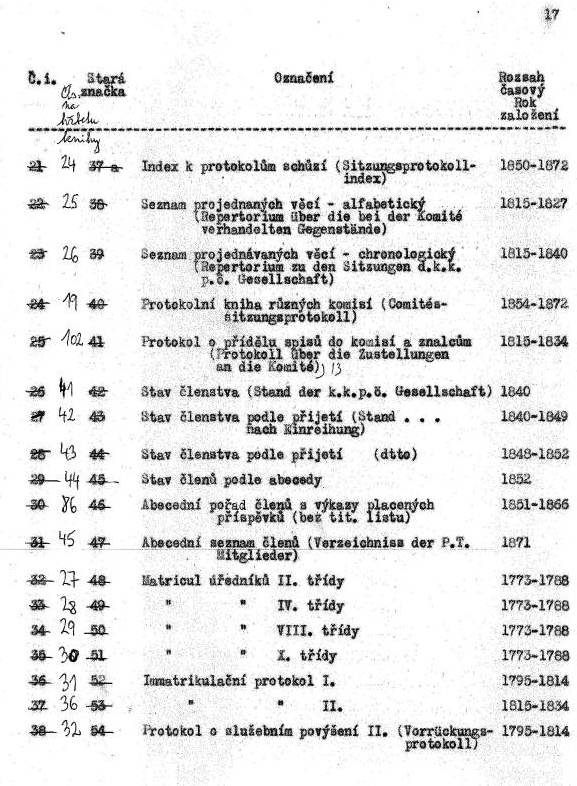 17
Č.i. Stará Označení Rozsah
značka časový
na Rok
hřbetu založení
knihy
21 24 37 a Index k protokolům schůzí (Sitzungsprotokoll- 1850-1872
index)
22 25 38 Seznam projednaných věcí - alfabetický 1815-1827
(Repertorium über die bei der Komité
verhandelten Gegenstände)
23 26 39 Seznam projednávaných věcí - chronologický 1815-1840
(Repertorium zu den Sitzungen d.k.k.
p.ö. Gesellschaft)
24 19 40 Protokolní kniha různých komisí (Comités- 1854-1872
sitzungsprotokoll)
25 102 41 Protokol o přídělu spisů do komisí a znalcům 1815-1834
(Protokoll über die Zustellungen
an die Komité) 13
26 41 42 Stav členstva (Stand der k.k.p.ö. Gesellschaft) 1840
27 42 43 Stav členstva podle přijetí (Stand . . . 1840-1849
nach Einreihung)
28 43 44 Stav členstva podle přijetí (dtto) 1848-1852
29 44 45 Stav členů podle abecedy 1852
30 86 46 Abecední pořad členů s výkazy placených 1851-1866
příspěvků (bez tit. listu)
31 45 47 Abecední seznam členů (Verzeichniss der P.T. 1871
Mitglieder)
32 27 48 Matricul úředníků II. třídy 1773-1788
33 28 49 " " IV. třídy 1773-1788
34 29 50 " " VIII. třídy 1773-1788
35 30 51 " " X. třídy 1773-1788
36 31 52 Immatrikulační protokol I. 1795-1814
37 36 53 " " II. 1815-1834
38 32 54 Protokol o služebním povýšení II. (Vorrückungs- 1795-1814
protokoll)